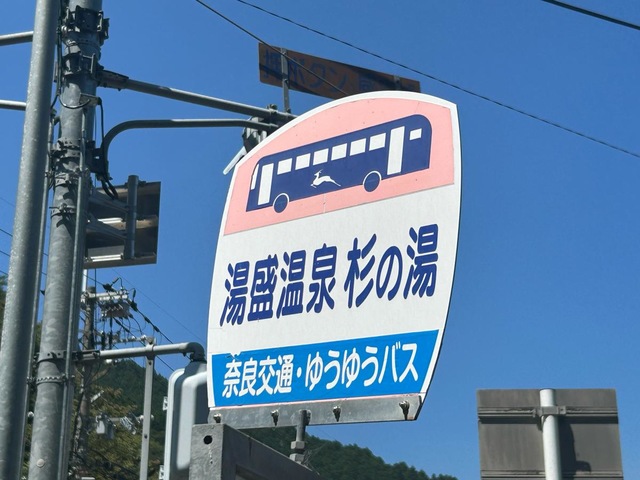 湯盛温泉 杉の湯
奈良交通・ゆうゆうバス